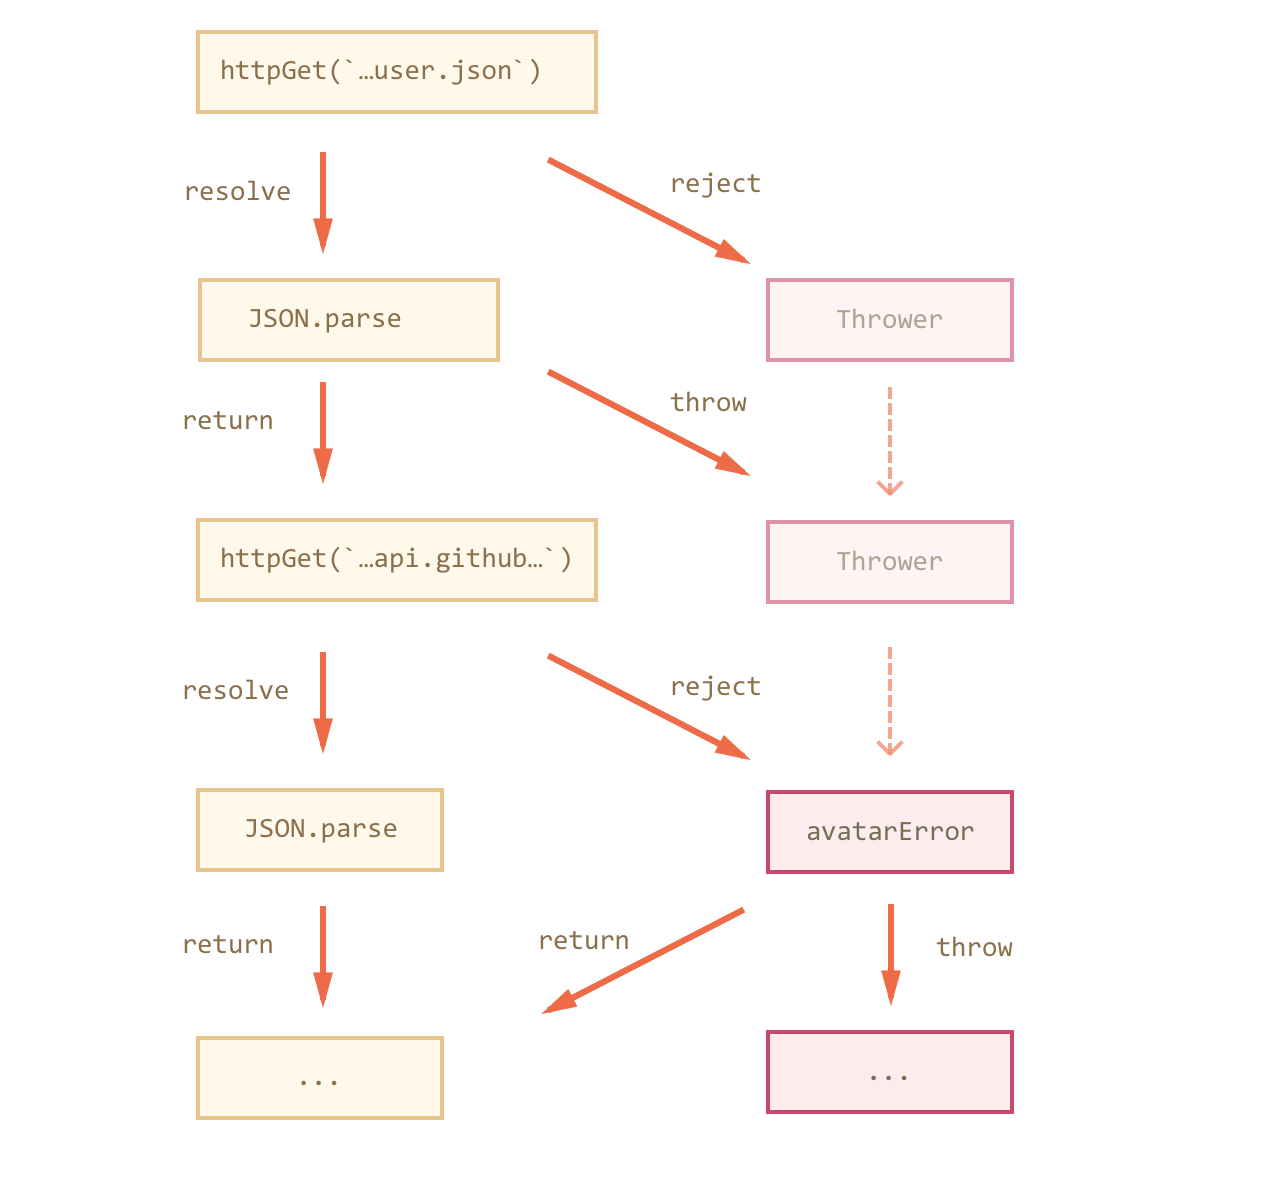 httpGet(`…user.json`)
resolve
reject
JSON.parse
Thrower
return
throw
httpGet(`…api.github…`)
Thrower
resolve
reject
JSON.parse
avatarError
return
return
throw
...
...